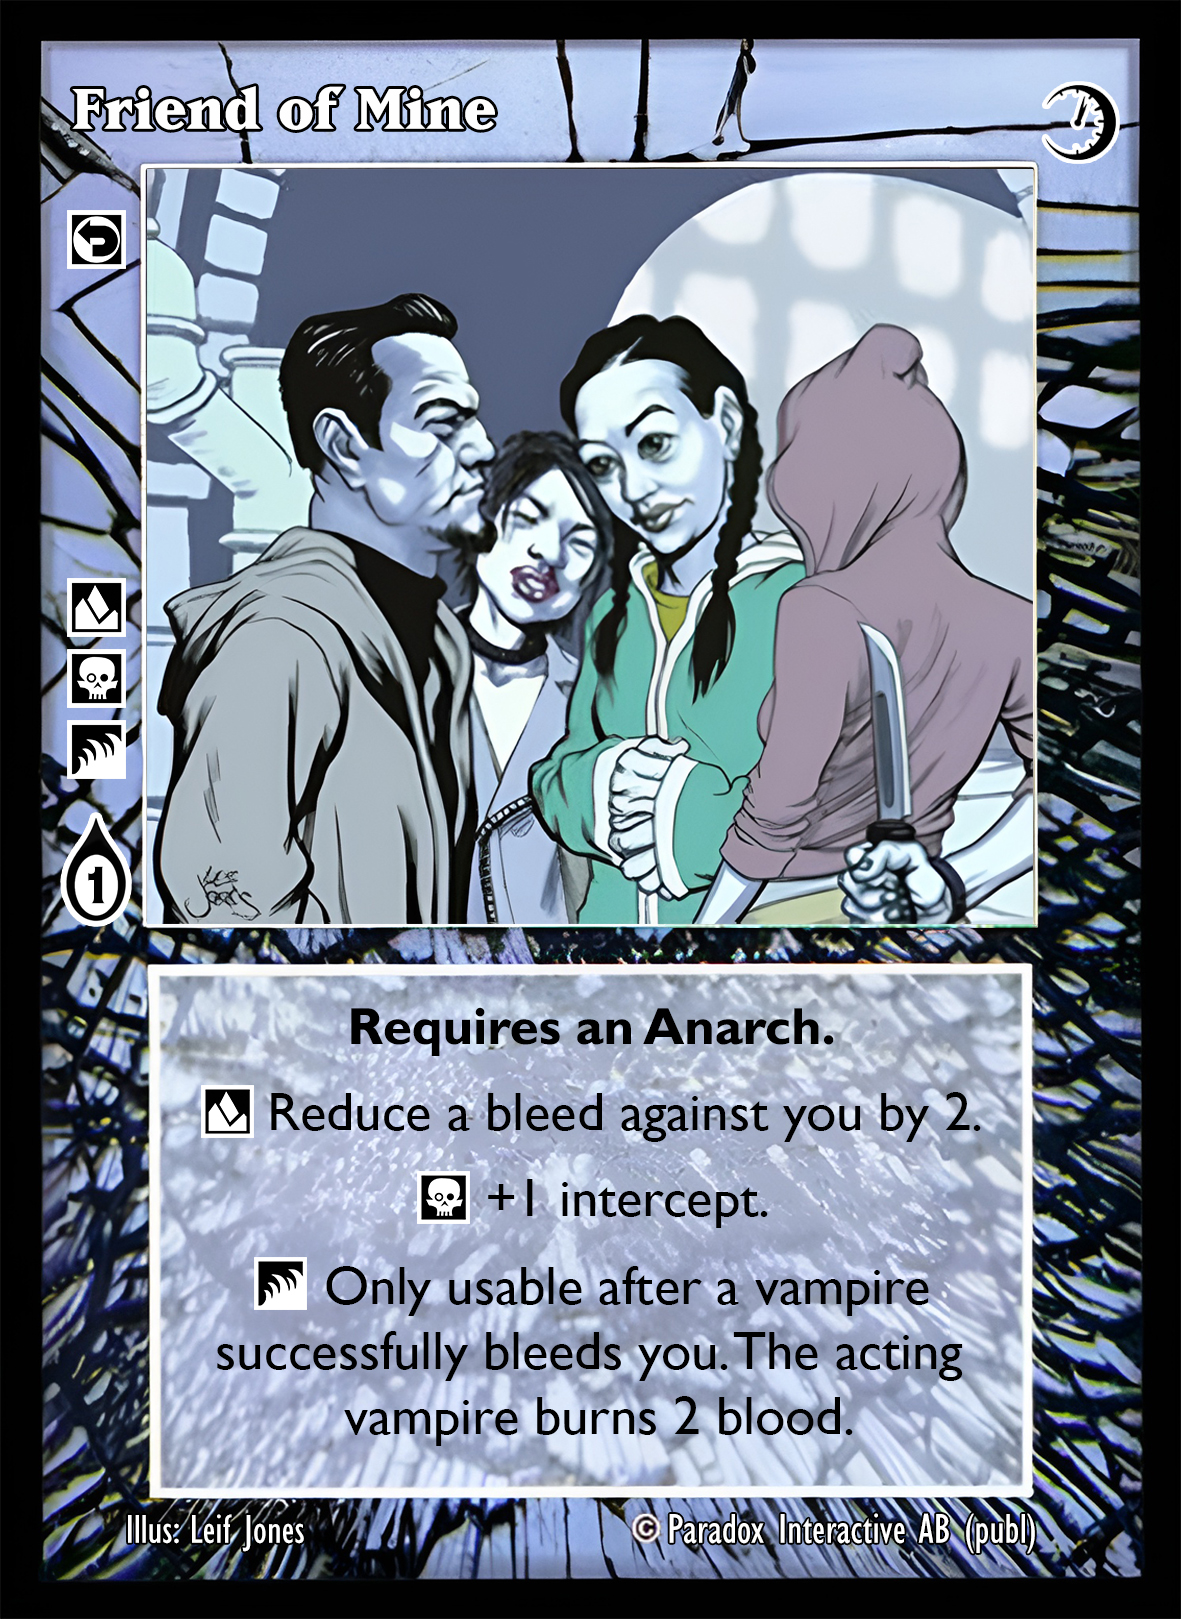 Friend of Mine
1
Requires an Anarch.
Reduce a bleed against you by 2.
+1 intercept.
Only usable after a vampire
successfully bleeds you. The acting
vampire burns 2 blood.
Illus: Leif Jones
© Paradox Interactive AB (publ)